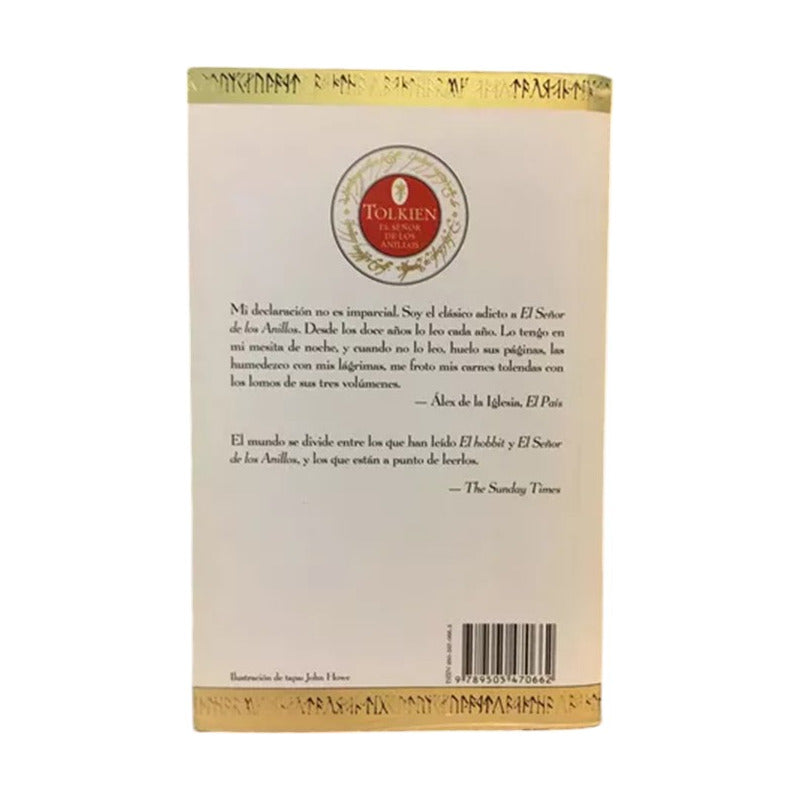 TOLKIEN
EL SEÑOR
DE LOS
ANILLOS
Mi declaración no es imparcial. Soy el clásico adicto a El Señor
de los Anillos. Desde los doce años lo leo cada año. Lo tengo en
mi mesita de noche, y cuando no lo leo, huelo sus páginas, las
humedezco con mis lágrimas, me froto mis carnes tolendas con
los lomos de sus tres volúmenes.
— Álex de la Iglesia, El País
El mundo se divide entre los que han leído El hobbit y El Señor
de los Anillos, y los que están a punto de leerlos.
— The Sunday Times
Ilustración de tapa: John Howe
9 789505 470662